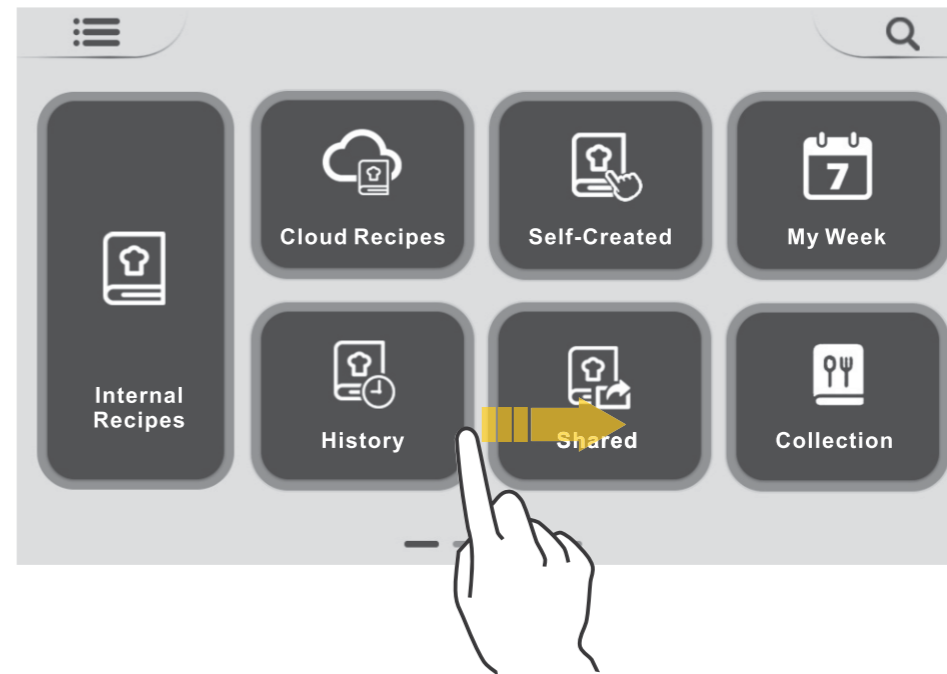 Cloud Recipes
Self-Created
7
My Week
Internal
Recipes
History
Shared
Collection